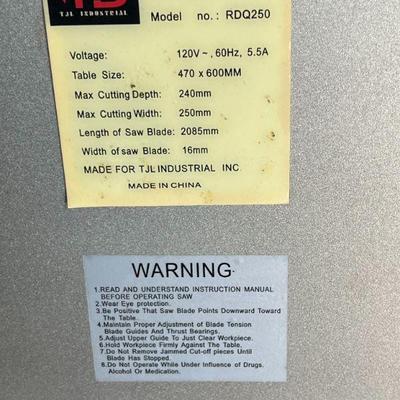 TJL INDUSTRIAL
Model no.: RDQ250
Voltage: 120V~, 60Hz, 5.5A
Table Size: 470 x 600MM
Max Cutting Depth: 240mm
Max Cutting Width: 250mm
Length of Saw Blade: 2085mm
Width of saw Blade: 16mm
MADE FOR TJL INDUSTRIAL INC
MADE IN CHINA
WARNING
1.READ AND UNDERSTAND INSTRUCTION MANUAL
BEFORE OPERATING SAW
2.Wear Eye protection.
3.Be Positive That Saw Blade Points Downward Toward
The Table.
4.Maintain Proper Adjustment of Blade Tension
Blade Guides And Thrust Bearings.
5.Adjust Upper Guide To Just Clear Workpiece.
6.Hold Workpiece Firmly Against The Table.
7.Do Not Remove Jammed Cut-off pieces Until
Blade Has Stopped.
8.Do Not Operate While Under Influence of Drugs.
Alcohol Or Medication.